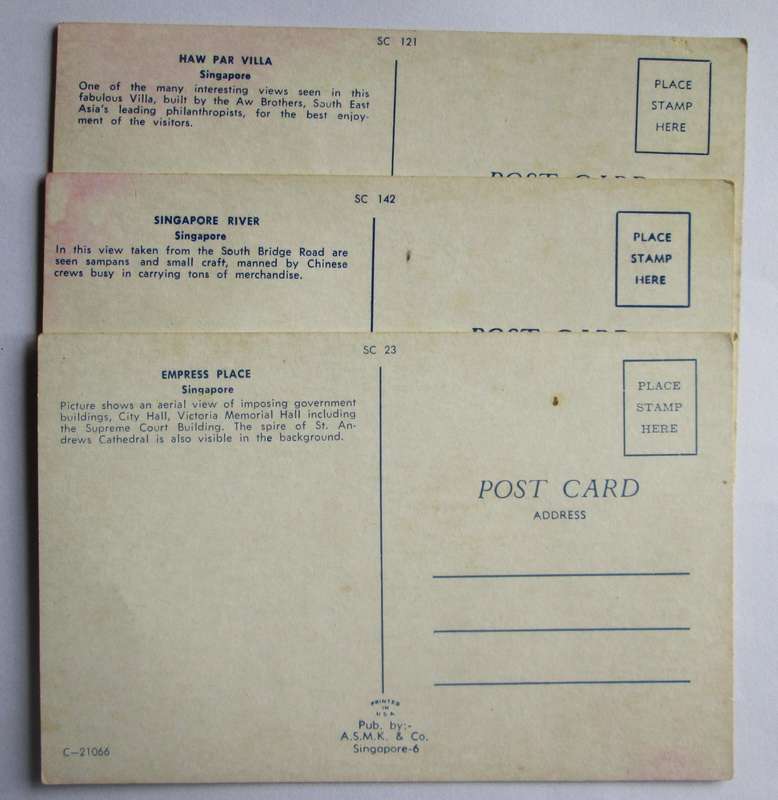 SC 121
HAW PAR VILLA
Singapore
One of the many interesting views seen in this
fabulous Villa, built by the Aw Brothers, South East
Asia's leading philanthropists, for the best enjoy-
ment of the visitors.
PLACE
STAMP
HERE
POST CARD
SC 142
SINGAPORE RIVER
Singapore
In this view taken from the South Bridge Road are
seen sampans and small craft, manned by Chinese
crews busy in carrying tons of merchandise.
PLACE
STAMP
HERE
POST CARD
SC 23
EMPRESS PLACE
Singapore
Picture shows an aerial view of imposing government
buildings, City Hall, Victoria Memorial Hall including
the Supreme Court Building. The spire of St. An-
drews Cathedral is also visible in the background.
PLACE
STAMP
HERE
POST CARD
ADDRESS
PRINTED
IN
U.S.A.
Pub. by:-
A.S.M.K. & Co.
Singapore-6
C—21066